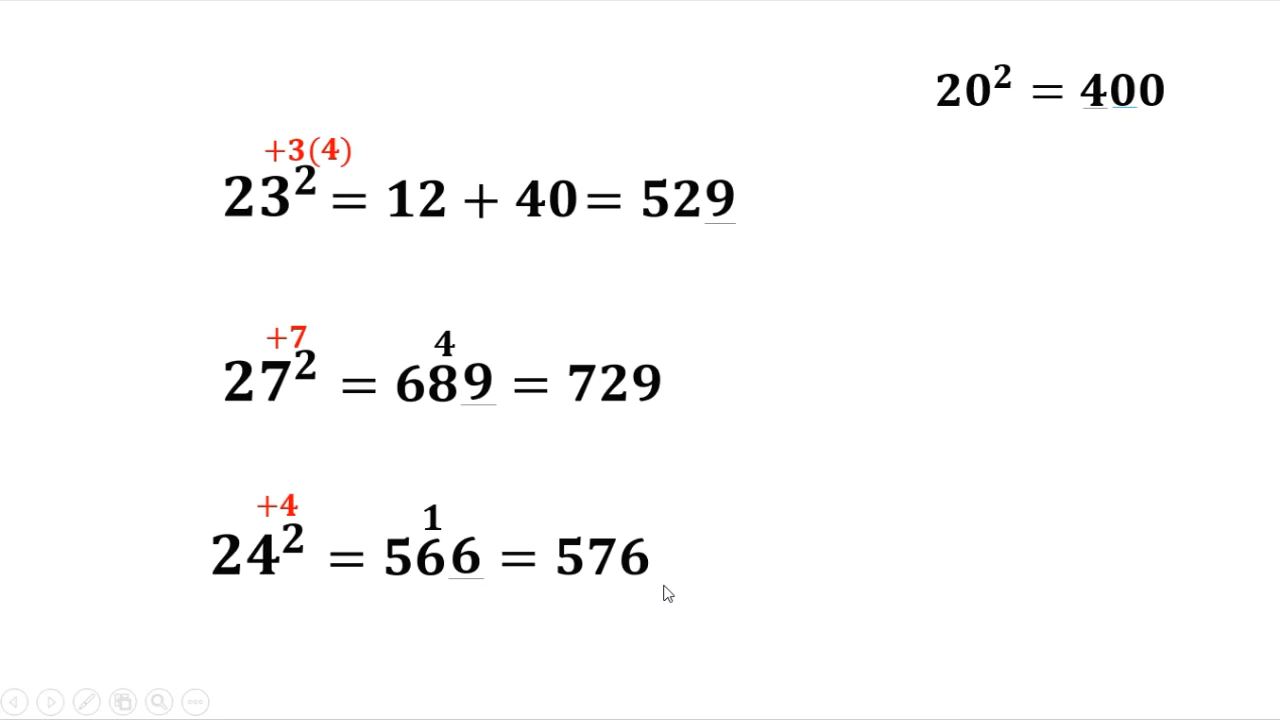 20² = 400
+3(4)
23² = 12 + 40 = 529
+7 4
27² = 689 = 729
+4 1
24² = 566 = 576